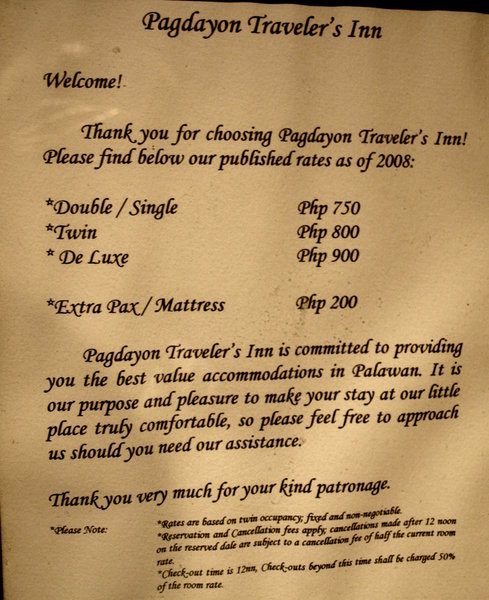 Pagdayon Traveler's Inn
Welcome!
Thank you for choosing Pagdayon Traveler's Inn!
Please find below our published rates as of 2008:
*Double / Single Php 750
*Twin Php 800
* De Luxe Php 900
*Extra Pax / Mattress Php 200
Pagdayon Traveler's Inn is committed to providing
you the best value accommodations in Palawan. It is
our purpose and pleasure to make your stay at our little
place truly comfortable, so please feel free to approach
us should you need our assistance.
Thank you very much for your kind patronage.
*Please Note: *Rates are based on twin occupancy, fixed and non-negotiable.
*Reservation and Cancellation fees apply; cancellations made after 12 noon
on the reserved dale are subject to a cancellation fee of half the current room
rate.
*Check-out time is 12nn, Check-outs beyond this time shall be charged 50%
of the room rate.